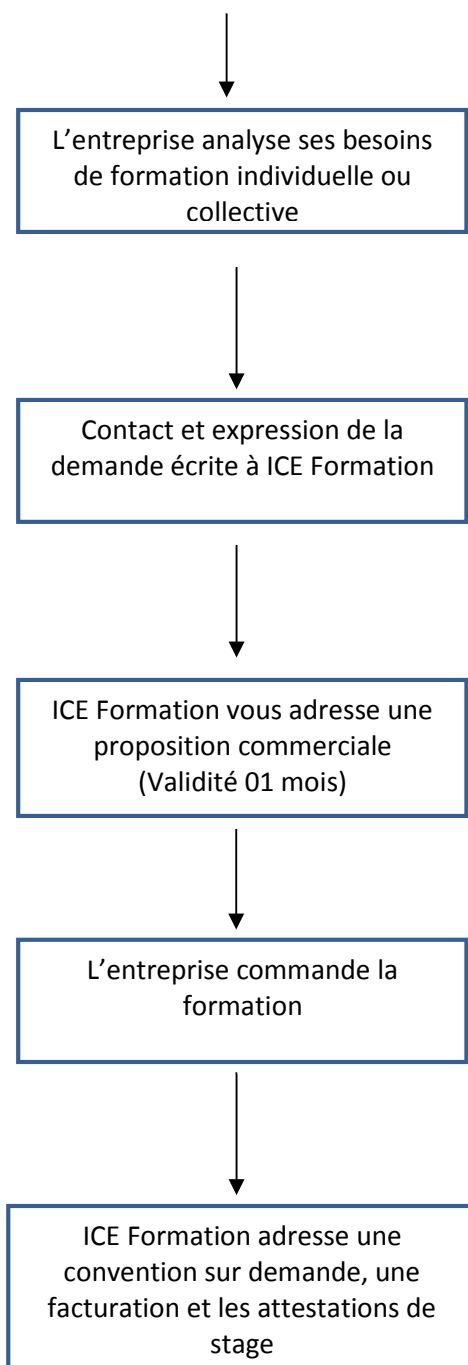 L’entreprise analyse ses besoins
de formation individuelle ou
collective
Contact et expression de la
demande écrite à ICE Formation
ICE Formation vous adresse une
proposition commerciale
(Validité 01 mois)
L’entreprise commande la
formation
ICE Formation adresse une
convention sur demande, une
facturation et les attestations de
stage